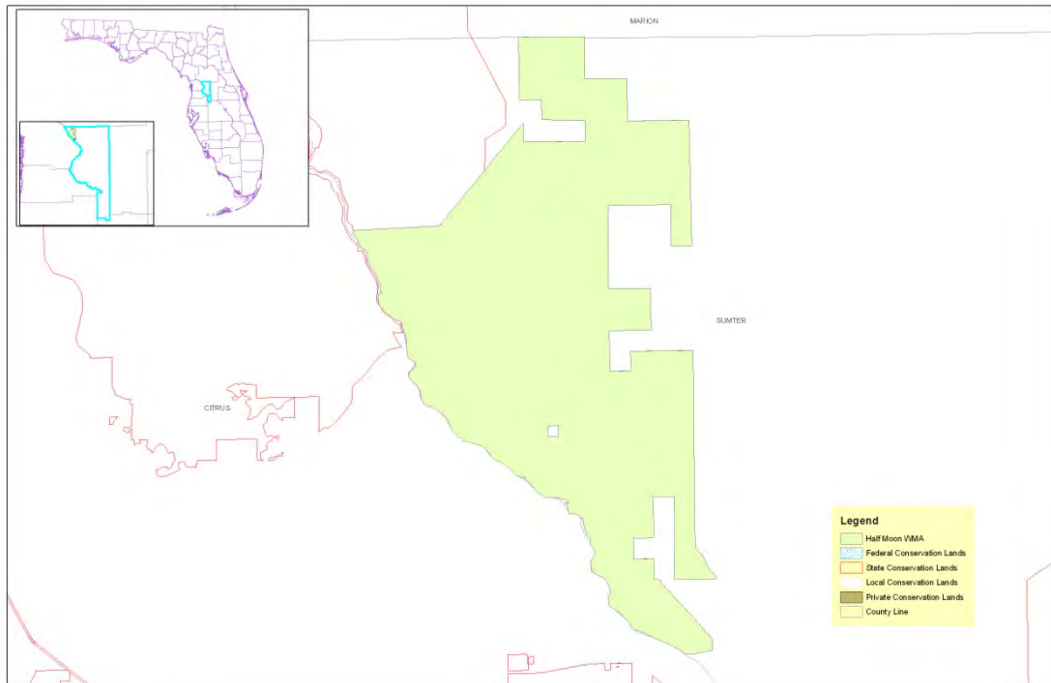 MARION
SUMTER
CITRUS
Legend
Half Moon WMA
Federal Conservation Lands
State Conservation Lands
Local Conservation Lands
Private Conservation Lands
County Line